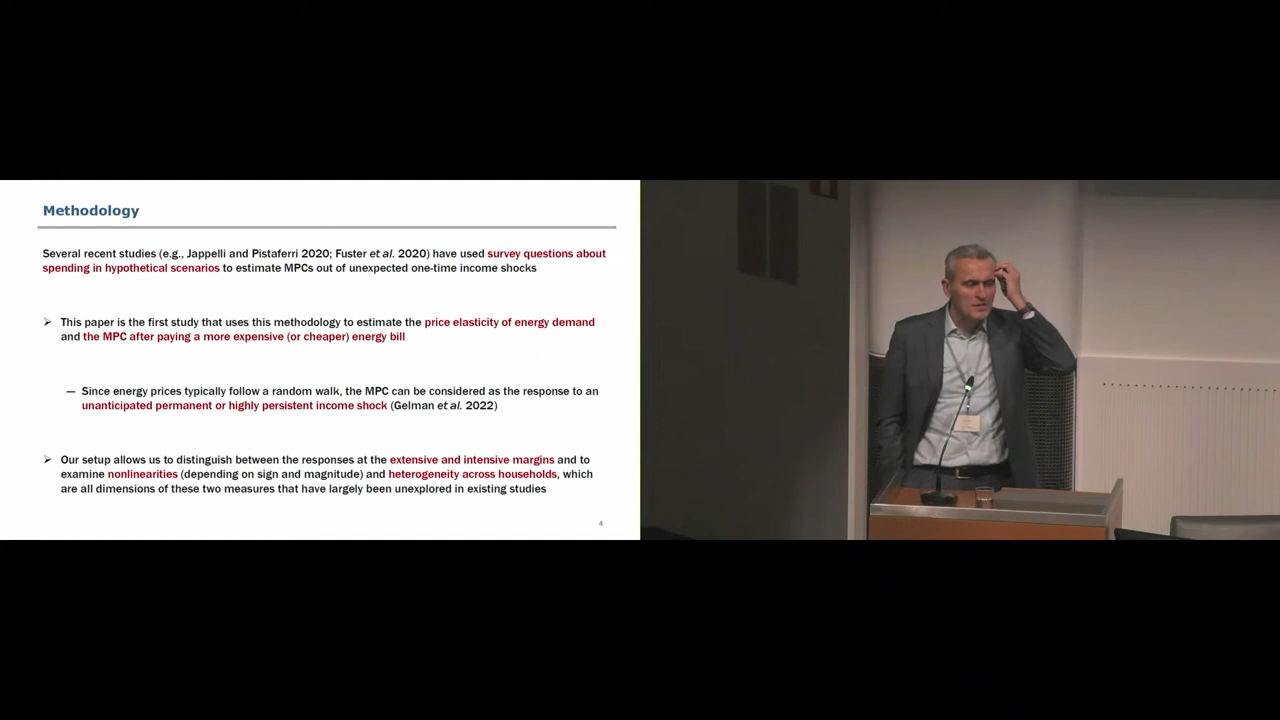 Methodology
Several recent studies (e.g., Jappelli and Pistaferri 2020; Fuster et al. 2020) have used survey questions about
spending in hypothetical scenarios to estimate MPCs out of unexpected one-time income shocks
➤ This paper is the first study that uses this methodology to estimate the price elasticity of energy demand
and the MPC after paying a more expensive (or cheaper) energy bill
— Since energy prices typically follow a random walk, the MPC can be considered as the response to an
unanticipated permanent or highly persistent income shock (Gelman et al. 2022)
➤ Our setup allows us to distinguish between the responses at the extensive and intensive margins and to
examine nonlinearities (depending on sign and magnitude) and heterogeneity across households, which
are all dimensions of these two measures that have largely been unexplored in existing studies
4